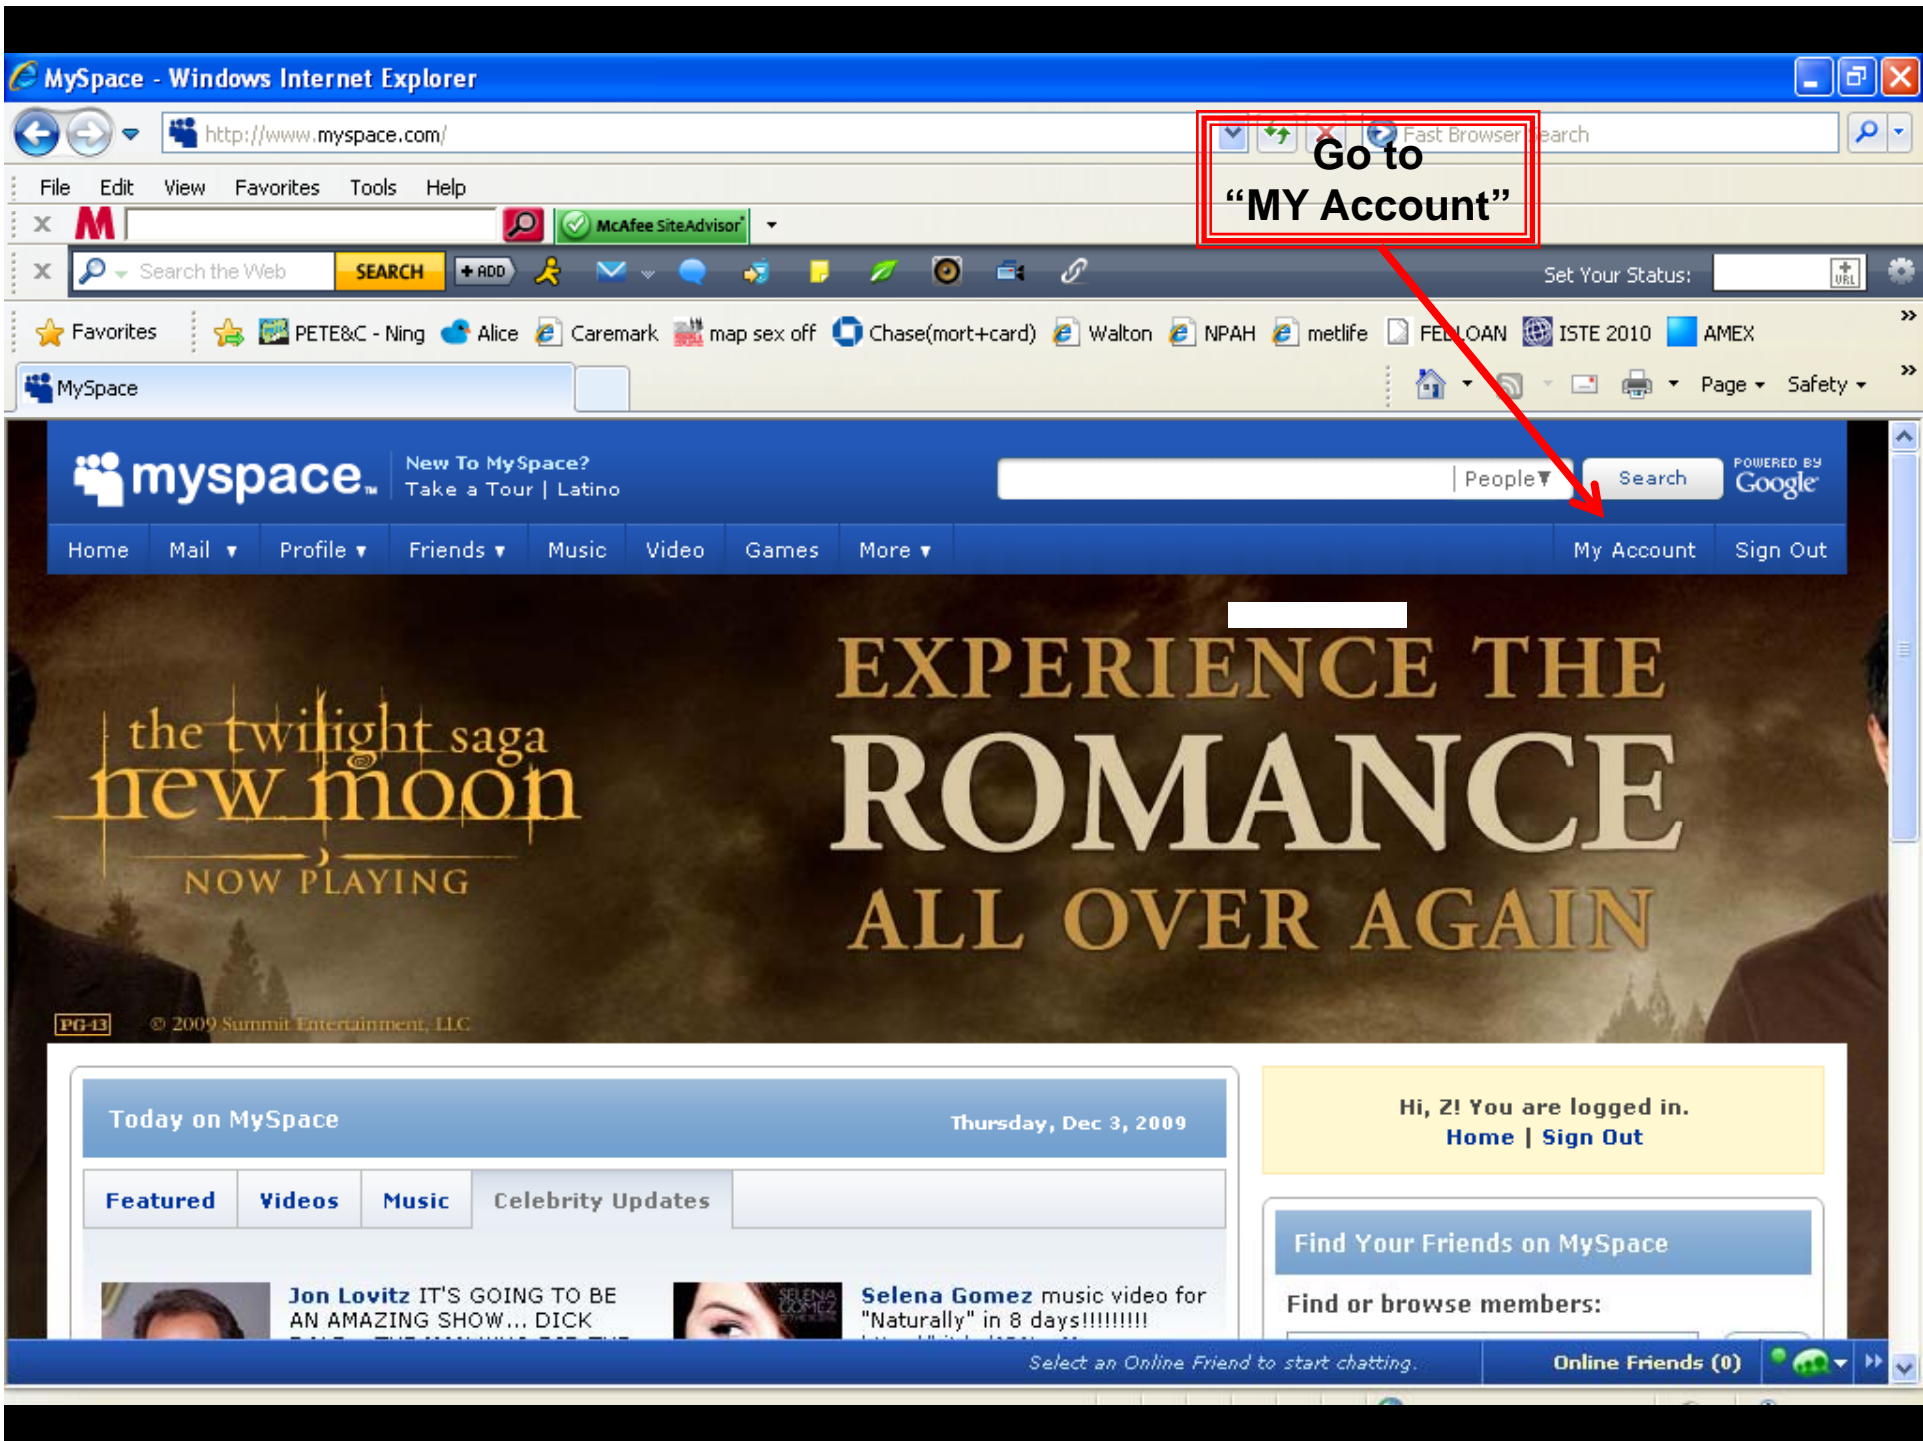 MySpace - Windows Internet Explorer
http://www.myspace.com/
Fast Browser Search
Go to
“MY Account”
File Edit View Favorites Tools Help
McAfee SiteAdvisor
Search the Web SEARCH + ADD Set Your Status: + URL
Favorites PETE&C - Ning Alice Caremark map sex off Chase(mort+card) Walton NPAH metlife ISTE 2010 AMEX
MySpace Page Safety
myspace New To MySpace?
Take a Tour | Latino
People Search POWERED BY Google
Home Mail Profile Friends Music Video Games More My Account Sign Out
the twilight saga
new moon
NOW PLAYING
EXPERIENCE THE
ROMANCE
ALL OVER AGAIN
PG-13 © 2009 Summit Entertainment, LLC
Today on MySpace Thursday, Dec 3, 2009
Featured Videos Music Celebrity Updates
Jon Lovitz IT'S GOING TO BE
AN AMAZING SHOW... DICK
SELENA GOMEZ
Selena Gomez music video for
"Naturally" in 8 days!!!!!!!!!
Hi, Z! You are logged in.
Home | Sign Out
Find Your Friends on MySpace
Find or browse members:
Select an Online Friend to start chatting. Online Friends (0)